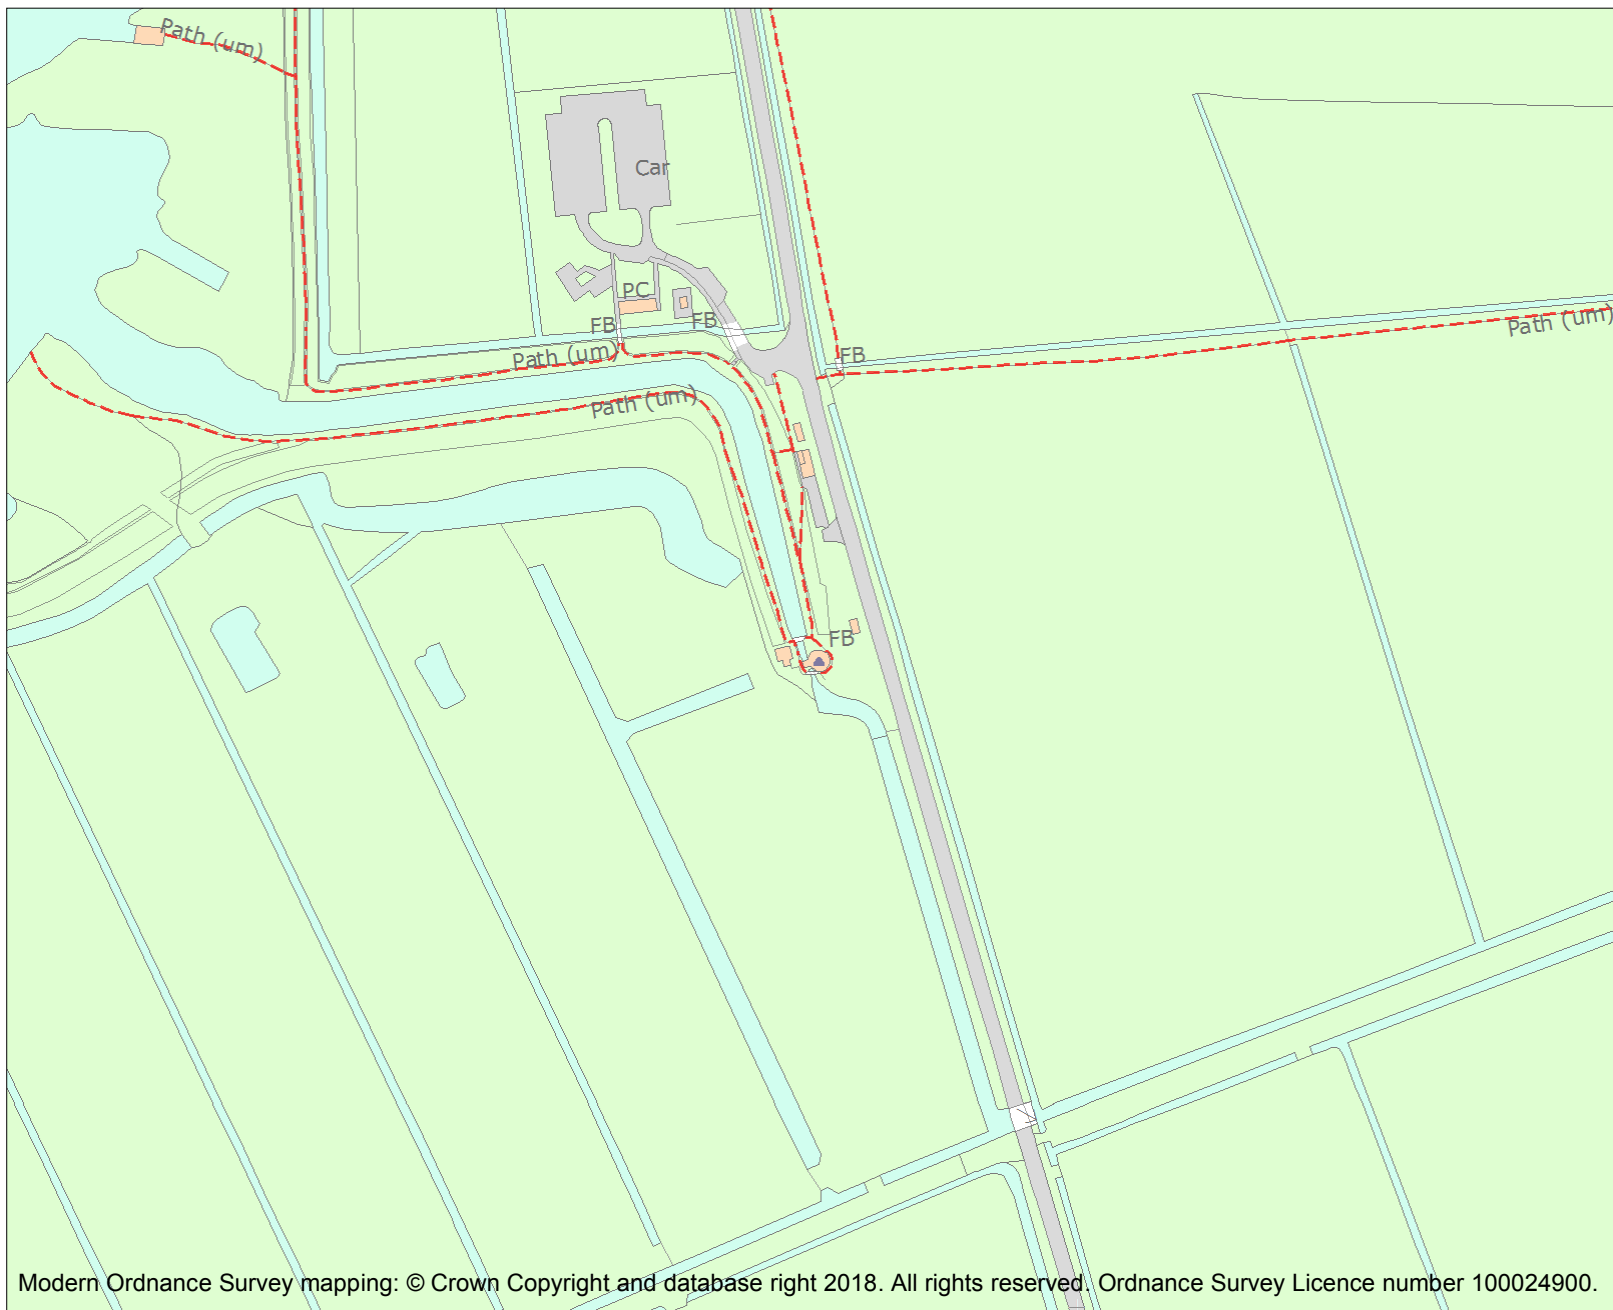 Path (um)
Car
PC
FB
FB
Path (um)
Path (um)
FB
Path (um)
FB
Modern Ordnance Survey mapping: © Crown Copyright and database right 2018. All rights reserved. Ordnance Survey Licence number 100024900.